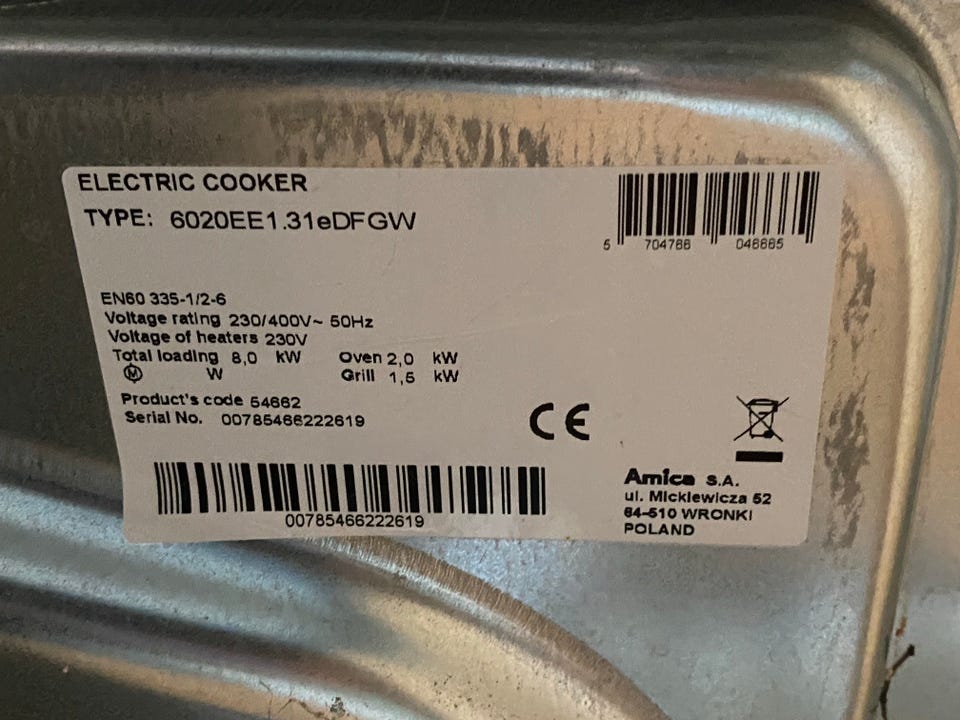 ELECTRIC COOKER
TYPE: 6020EE1.31eDFGW
5 704766 046665
EN60 335-1/2-6
Voltage rating 230/400V~ 50Hz
Voltage of heaters 230V
Total loading 8,0 kW Oven 2,0 kW
M W Grill 1,5 kW
Product's code 54662
Serial No. 00785466222619
CE
00785466222619
Amica S.A.
ul. Mickiewicza 52
64-510 WRONKI
POLAND